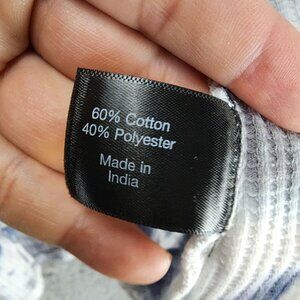 60% Cotton
40% Polyester
Made in
India